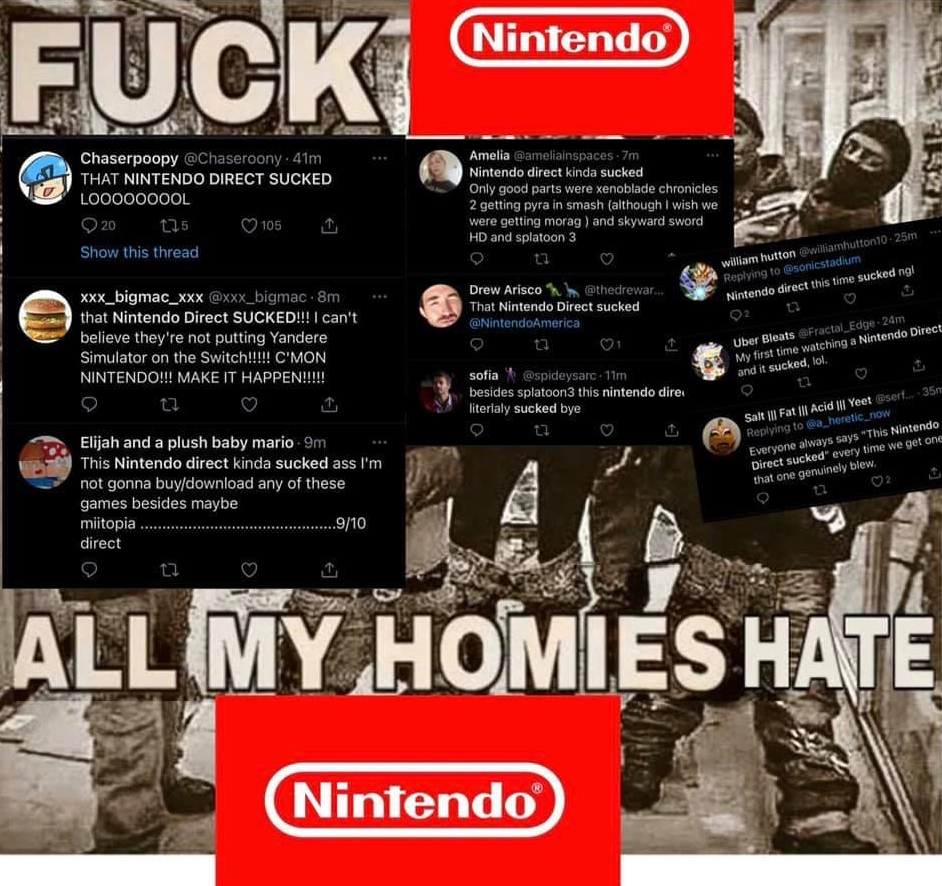 FUCK
Nintendo®
Chaserpoopy @Chaseroony · 41m
THAT NINTENDO DIRECT SUCKED
LOOOOOOOOL
20 5 105
Show this thread
xxx_bigmac_xxx @xxx_bigmac · 8m
that Nintendo Direct SUCKED!!! I can't
believe they're not putting Yandere
Simulator on the Switch!!!!! C'MON
NINTENDO!!! MAKE IT HAPPEN!!!!!
Elijah and a plush baby mario · 9m
This Nintendo direct kinda sucked ass I'm
not gonna buy/download any of these
games besides maybe
miitopia ..............................................9/10
direct
Amelia @ameliainspaces · 7m
Nintendo direct kinda sucked
Only good parts were xenoblade chronicles
2 getting pyra in smash (although I wish we
were getting morag ) and skyward sword
HD and splatoon 3
Drew Arisco 🦎🦕 @thedrewar...
That Nintendo Direct sucked
@NintendoAmerica
1
sofia @spideysarc · 11m
besides splatoon3 this nintendo dire
literlaly sucked bye
william hutton @williamhutton10 · 25m
Replying to @sonicstadium
Nintendo direct this time sucked ngl
2
Uber Bleats @Fractal_Edge · 24m
My first time watching a Nintendo Direct
and it sucked, lol.
Salt ||| Fat ||| Acid ||| Yeet @serf... · 35m
Replying to @a_heretic_now
Everyone always says "This Nintendo
Direct sucked" every time we get one
that one genuinely blew.
2
ALL MY HOMIES HATE
Nintendo®